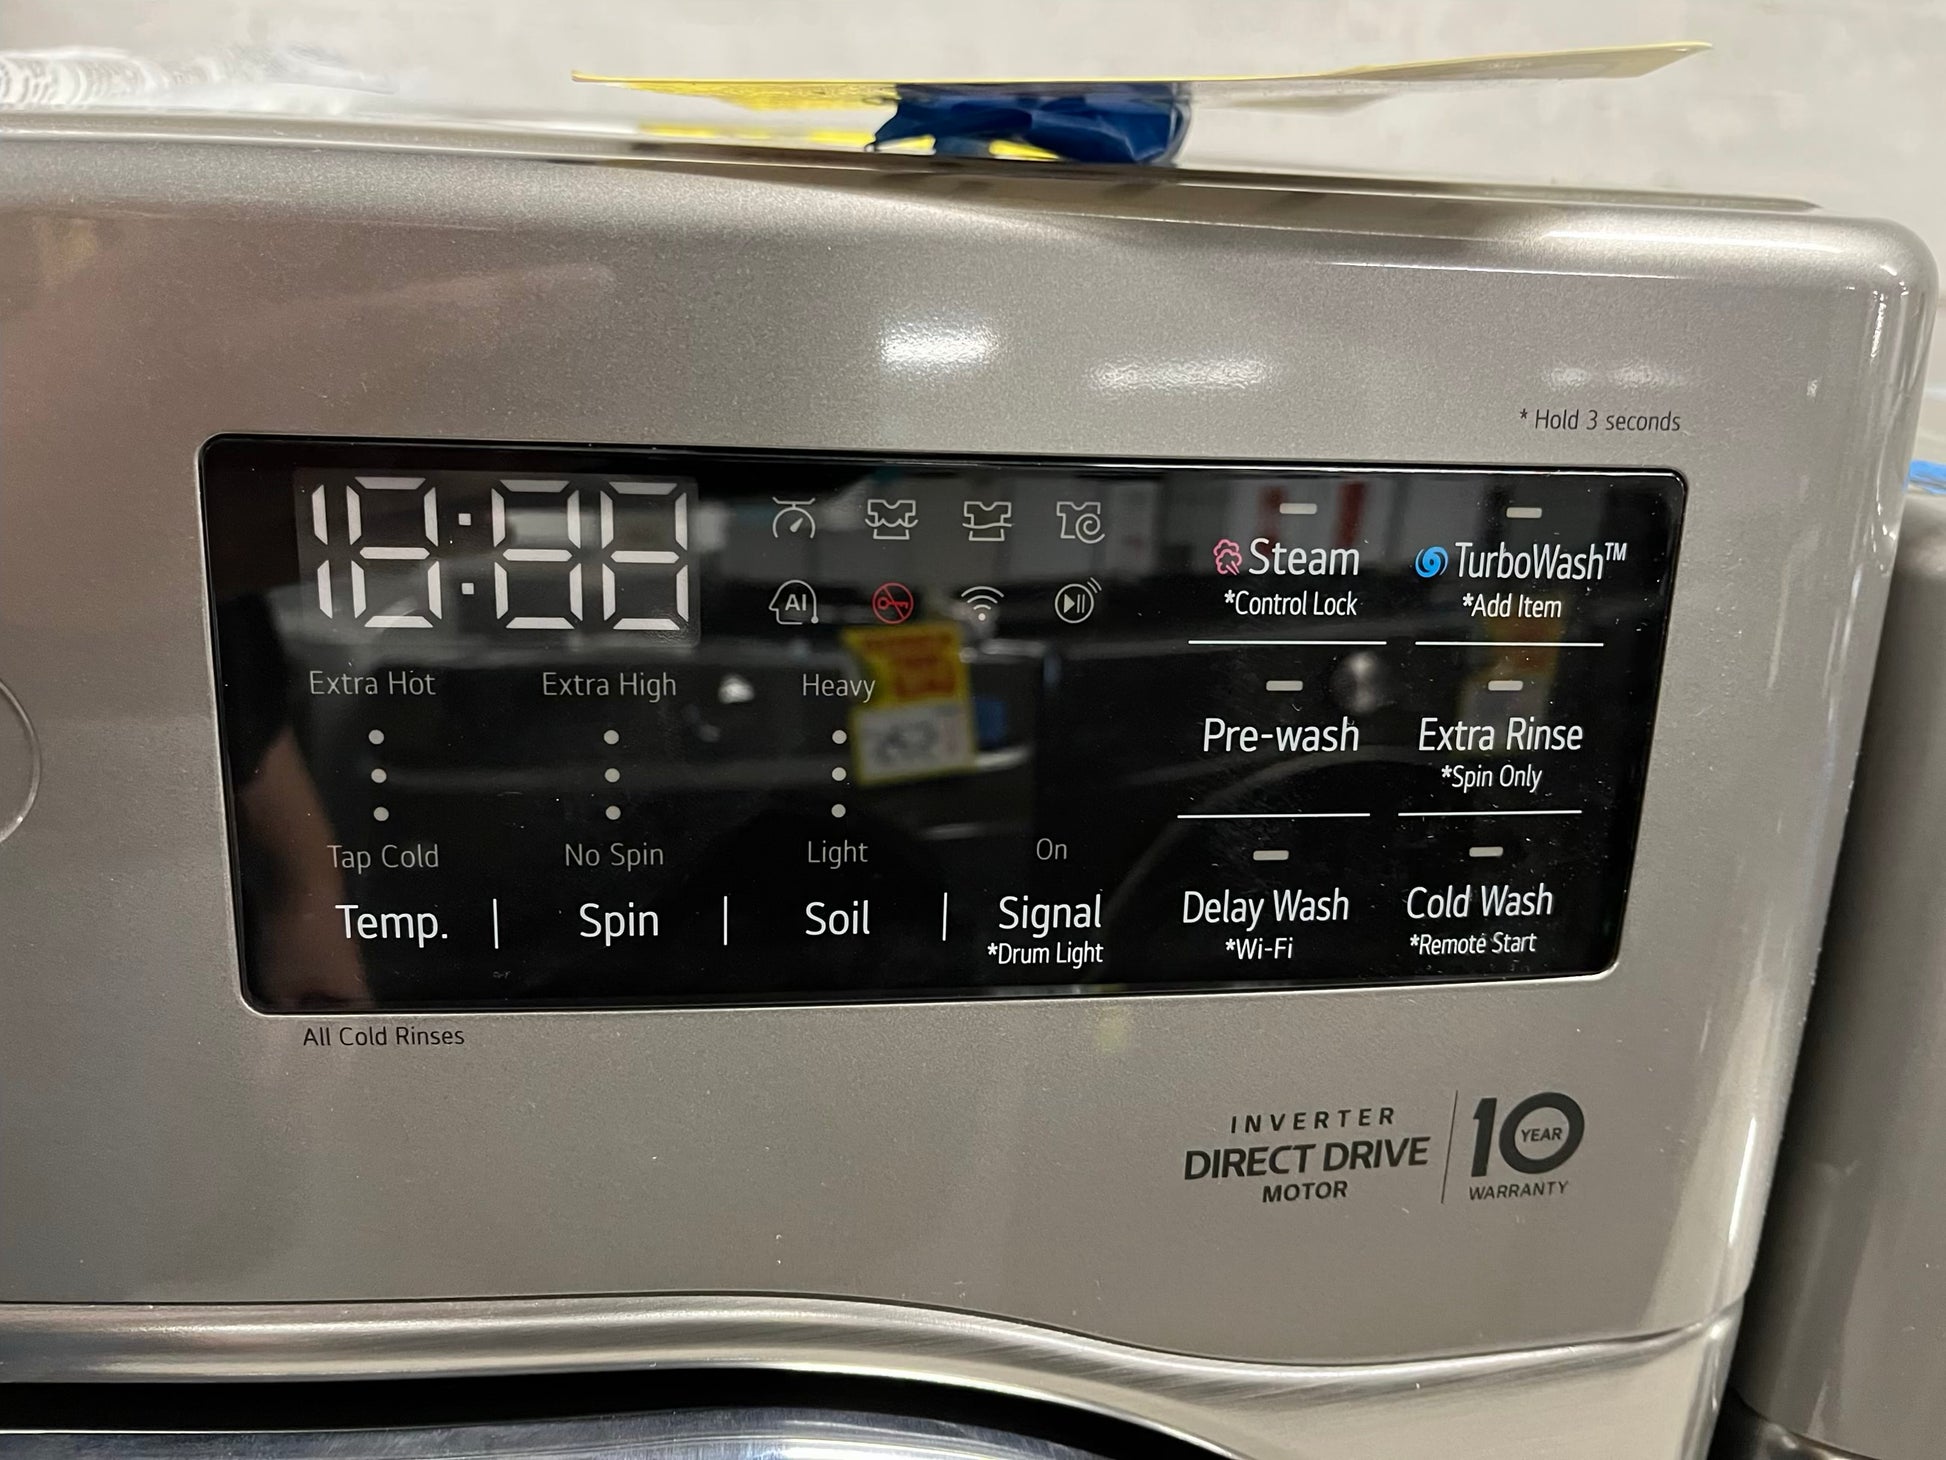 * Hold 3 seconds
18:88
AI
Steam
*Control Lock
TurboWash™
*Add Item
Extra Hot
Extra High
Heavy
Pre-wash
Extra Rinse
*Spin Only
Tap Cold
No Spin
Light
On
Temp. | Spin | Soil | Signal
*Drum Light
Delay Wash
*Wi-Fi
Cold Wash
*Remote Start
All Cold Rinses
INVERTER
DIRECT DRIVE
MOTOR
10
YEAR
WARRANTY